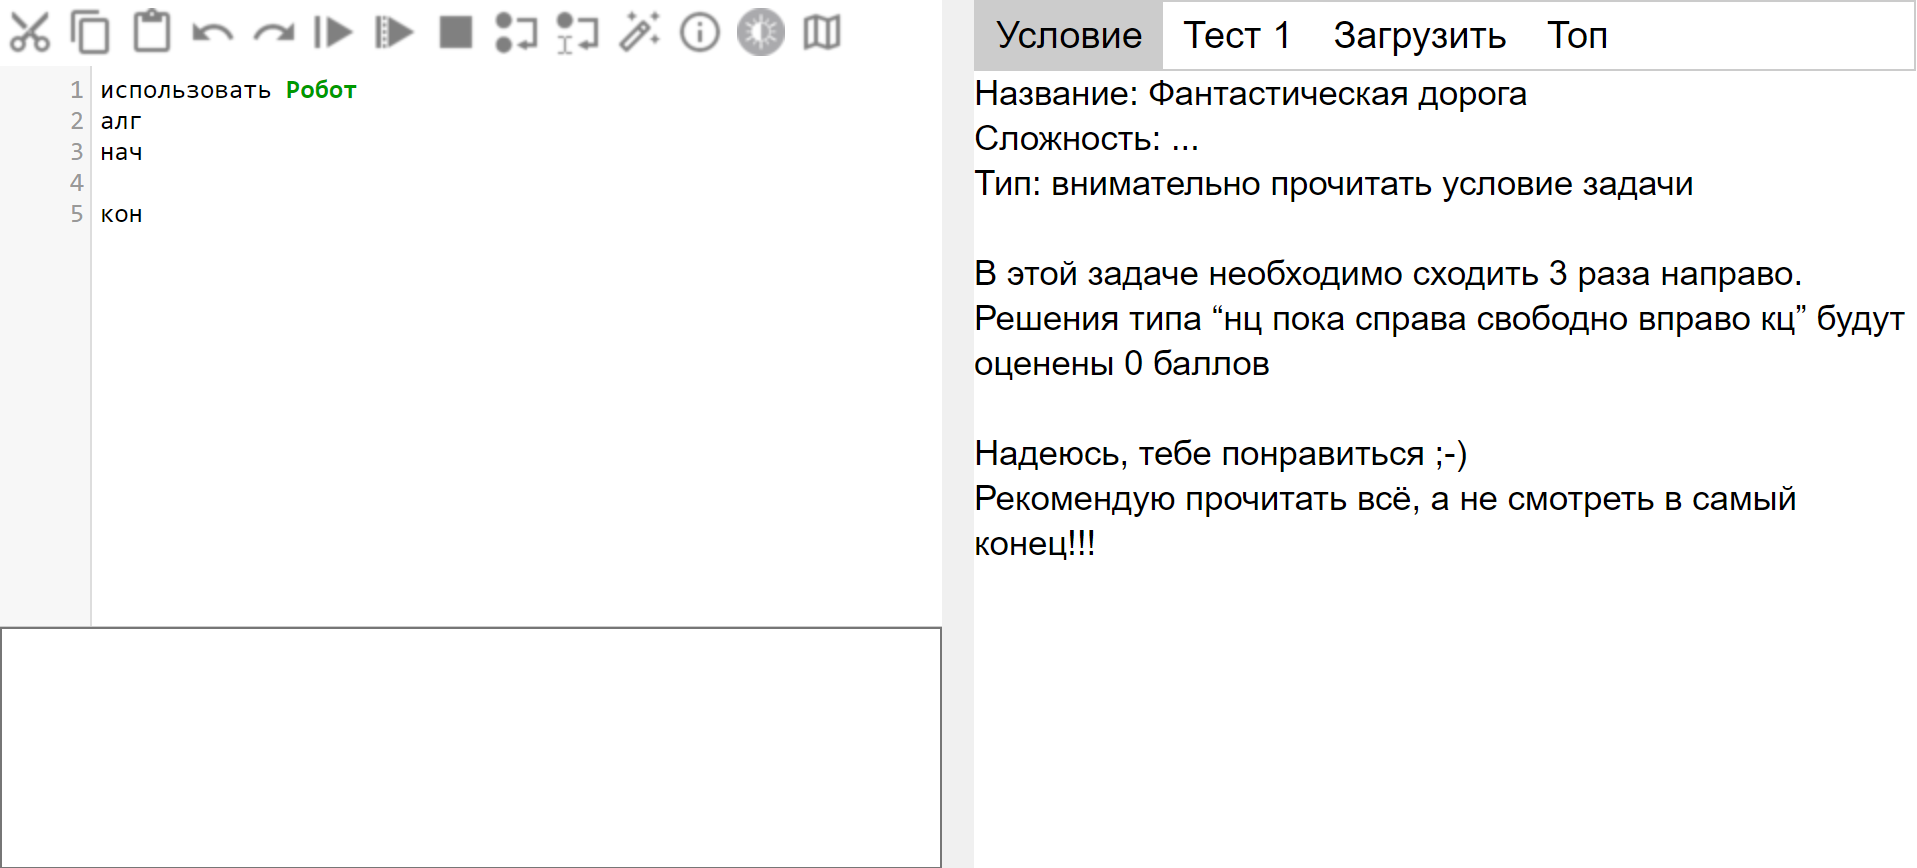 1 использовать Робот
2 алг
3 нач
4
5 кон
Условие Тест 1 Загрузить Топ
Название: Фантастическая дорога
Сложность: ...
Тип: внимательно прочитать условие задачи
В этой задаче необходимо сходить 3 раза направо.
Решения типа “нц пока справа свободно вправо кц” будут
оценены 0 баллов
Надеюсь, тебе понравиться ;-)
Рекомендую прочитать всё, а не смотреть в самый
конец!!!